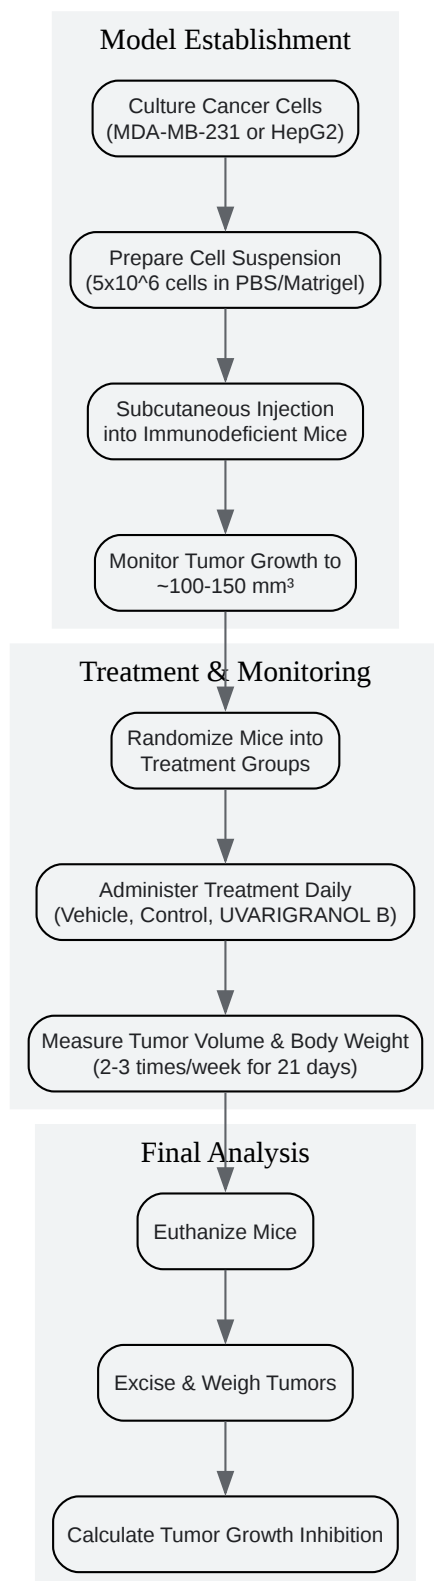 Model Establishment
Culture Cancer Cells
(MDA-MB-231 or HepG2)
Prepare Cell Suspension
(5x10^6 cells in PBS/Matrigel)
Subcutaneous Injection
into Immunodeficient Mice
Monitor Tumor Growth to
~100-150 mm³
Treatment & Monitoring
Randomize Mice into
Treatment Groups
Administer Treatment Daily
(Vehicle, Control, UVARIGRANOL B)
Measure Tumor Volume & Body Weight
(2-3 times/week for 21 days)
Final Analysis
Euthanize Mice
Excise & Weigh Tumors
Calculate Tumor Growth Inhibition